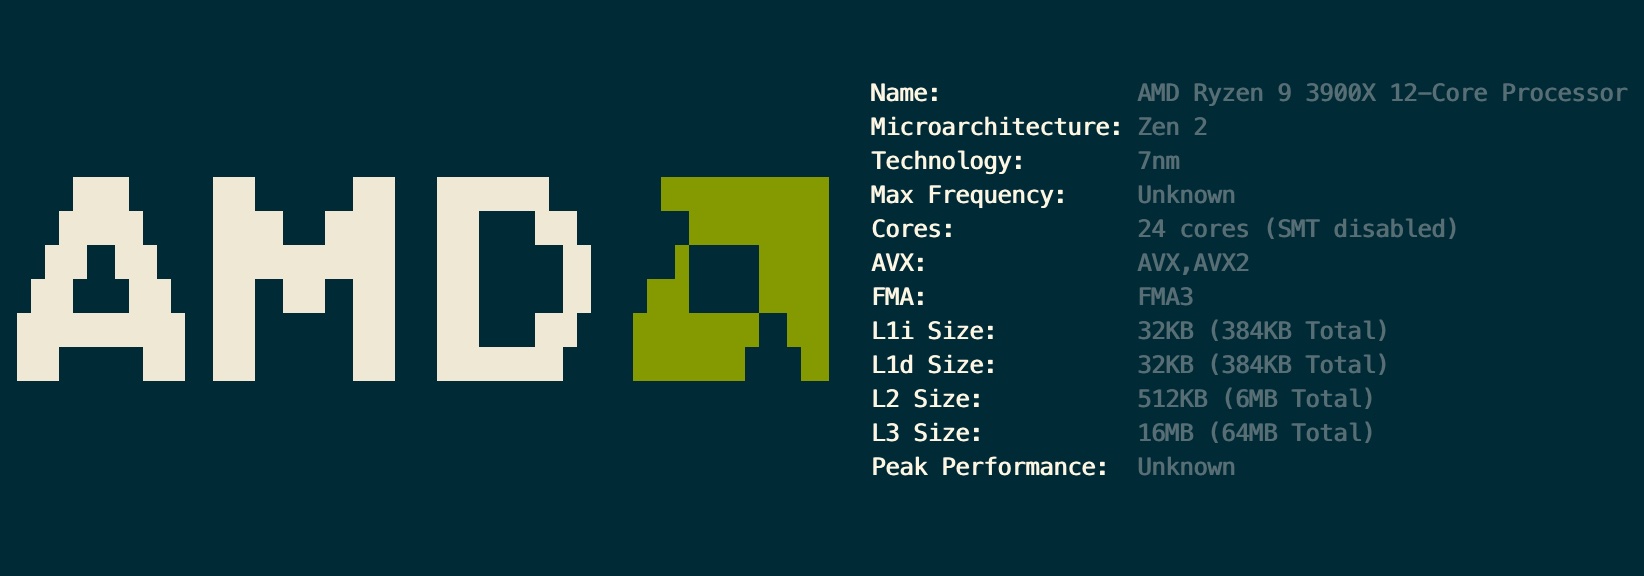 AMD
Name: AMD Ryzen 9 3900X 12-Core Processor
Microarchitecture: Zen 2
Technology: 7nm
Max Frequency: Unknown
Cores: 24 cores (SMT disabled)
AVX: AVX,AVX2
FMA: FMA3
L1i Size: 32KB (384KB Total)
L1d Size: 32KB (384KB Total)
L2 Size: 512KB (6MB Total)
L3 Size: 16MB (64MB Total)
Peak Performance: Unknown